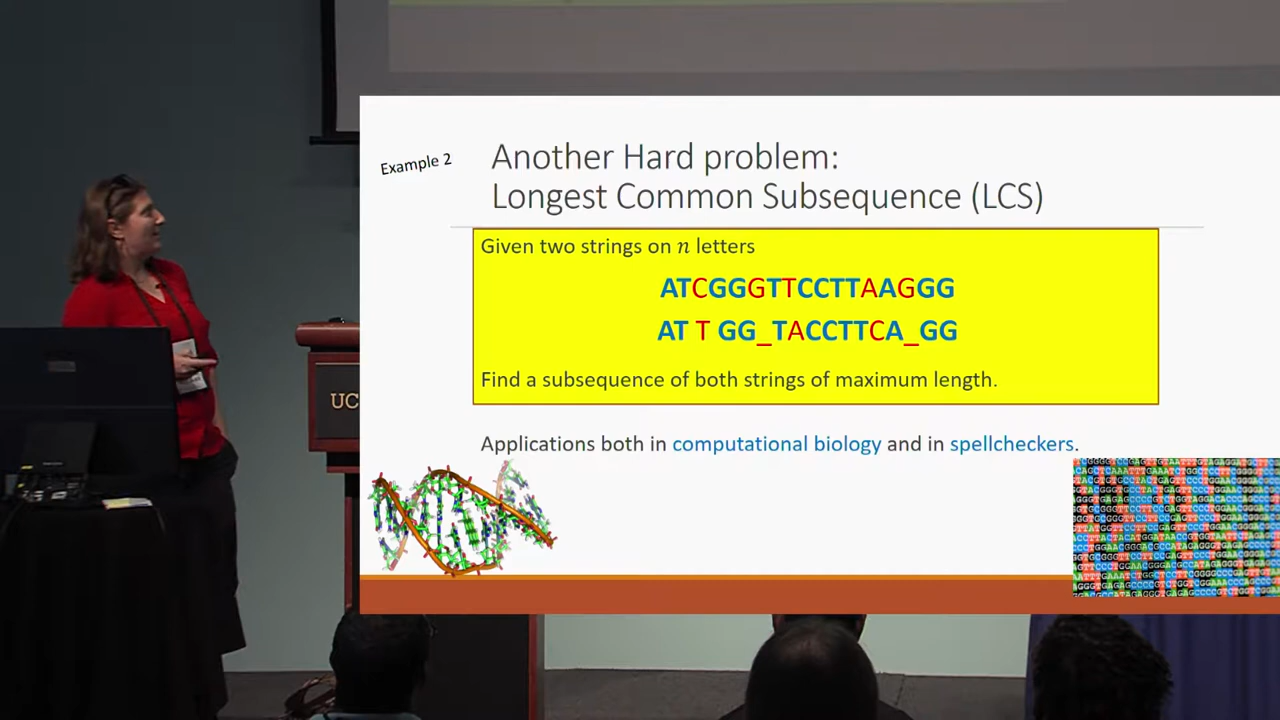 Example 2
Another Hard problem:
Longest Common Subsequence (LCS)
Given two strings on n letters
ATCGGGTTCCTTAAGGG
AT T GG_TACCTTCA_GG
Find a subsequence of both strings of maximum length.
Applications both in computational biology and in spellcheckers.
UC